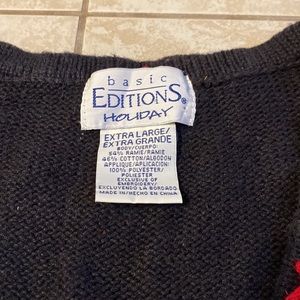 basic
EDITIONS®
HOLIDAY
EXTRA LARGE/
EXTRA GRANDE
BODY/CUERPO:
54% RAMIE/RAMIE
46% COTTON/ALGODON
APPLIQUE/APLICACION:
100% POLYESTER/
POLIESTER
EXCLUSIVE OF
EMBROIDERY/
EXCLUYENDO LA BORDADO
MADE IN/HECHO EN CHINA